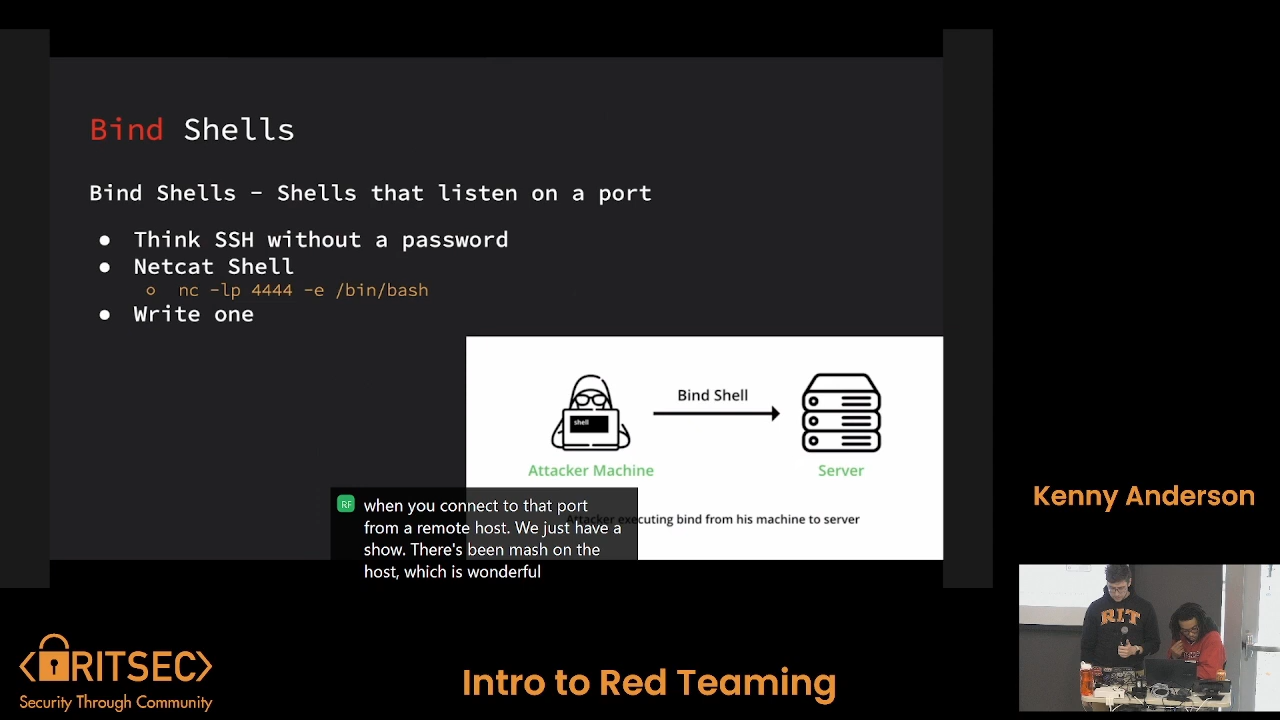 Bind Shells
Bind Shells - Shells that listen on a port
● Think SSH without a password
● Netcat Shell
○ nc -lp 4444 -e /bin/bash
● Write one
shell
Bind Shell
Attacker Machine
Server
executing bind from his machine to server
RF
when you connect to that port
from a remote host. We just have a
show. There's been mash on the
host, which is wonderful
Kenny Anderson
RIT
<RITSEC>
Security Through Community
Intro to Red Teaming